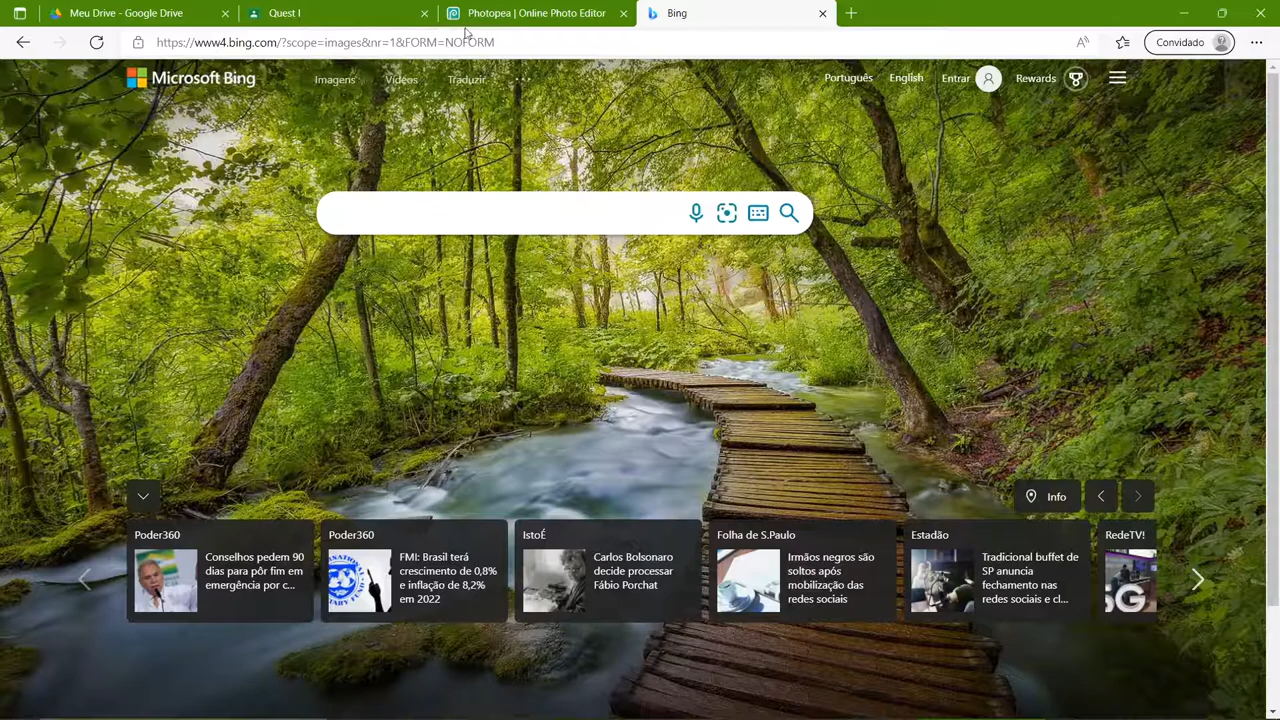 Meu Drive - Google Drive
Quest I
Photopea | Online Photo Editor
Bing
https://www4.bing.com/?scope=images&nr=1&FORM=NOFORM
Convidado
Microsoft Bing
Imagens
Vídeos
Traduzir
Português
English
Entrar
Rewards
Info
Poder360
Conselhos pedem 90
dias para pôr fim em
emergência por c...
Poder360
FMI: Brasil terá
crescimento de 0,8%
e inflação de 8,2%
em 2022
IstoÉ
Carlos Bolsonaro
decide processar
Fábio Porchat
Folha de S.Paulo
Irmãos negros são
soltos após
mobilização das
redes sociais
Estadão
Tradicional buffet de
SP anuncia
fechamento nas
redes sociais e cl...
RedeTV!